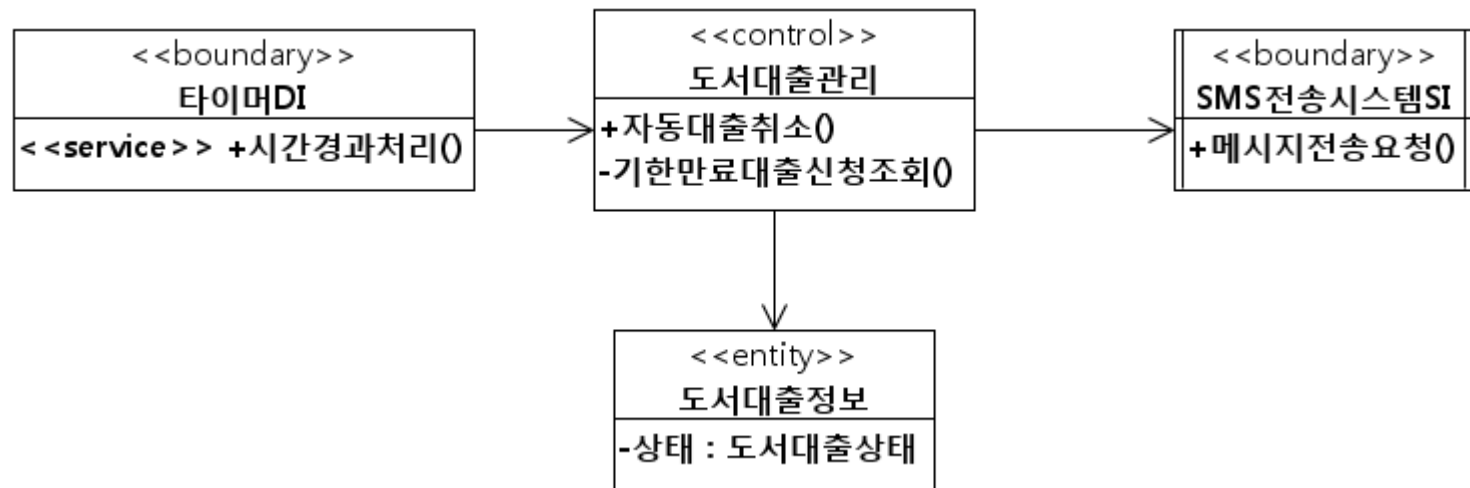 <<boundary>>
타이머DI
<<service>> +시간경과처리()
<<control>>
도서대출관리
+자동대출취소()
-기한만료대출신청조회()
<<boundary>>
SMS전송시스템SI
+메시지전송요청()
<<entity>>
도서대출정보
-상태 : 도서대출상태